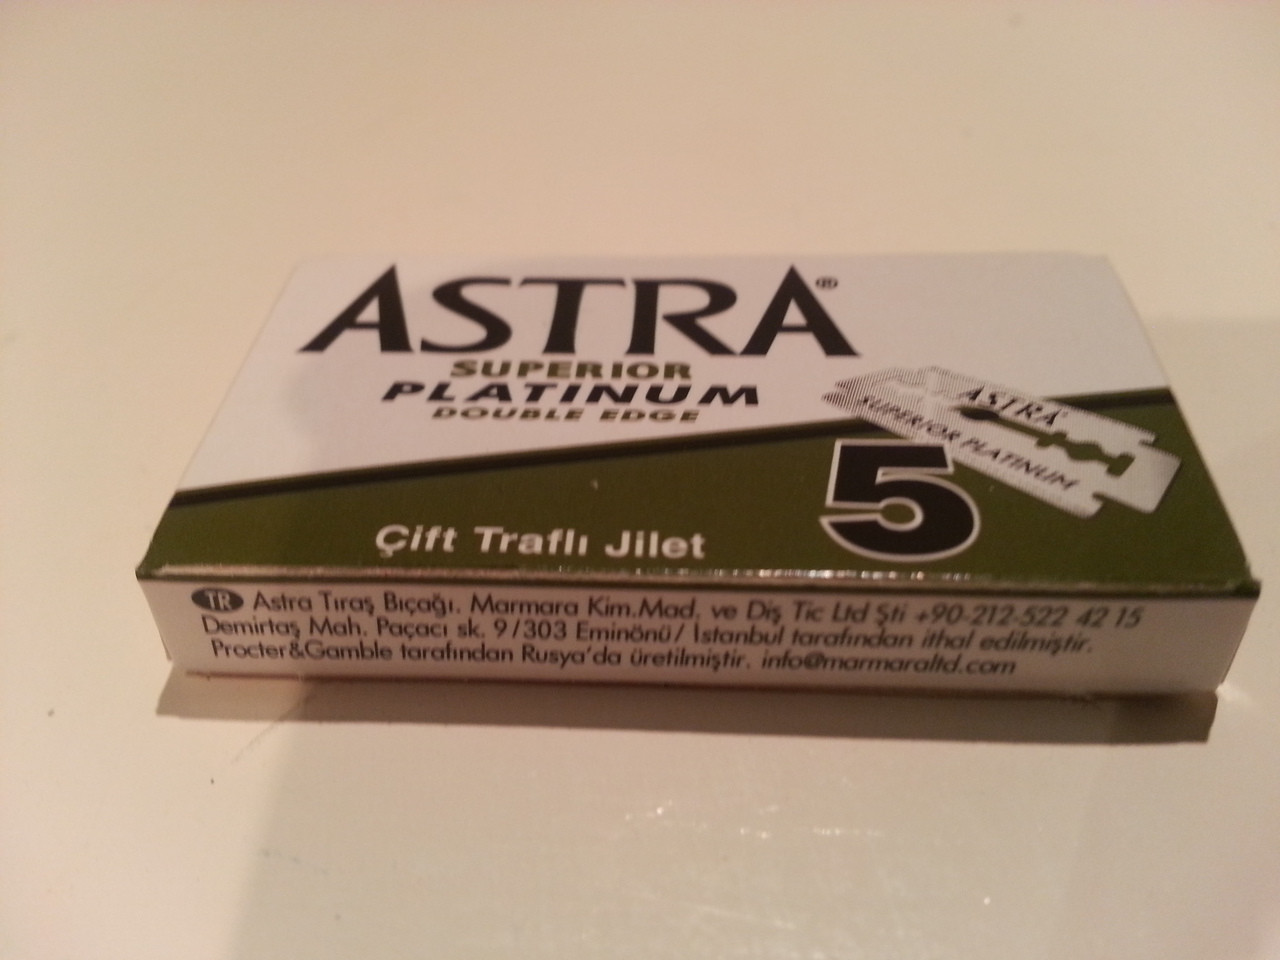 ASTRA®
SUPERIOR
PLATINUM
DOUBLE EDGE
ASTRA®
SUPERIOR PLATINUM
5
Çift Traflı Jilet
TR Astra Tıraş Bıçağı. Marmara Kim.Mad. ve Diş Tic Ltd Şti +90-212-522 42 15
Demirtaş Mah. Paçacı sk. 9/303 Eminönü/ İstanbul tarafından ithal edilmiştir.
Procter&Gamble tarafından Rusya'da üretilmiştir. info@marmaraltd.com